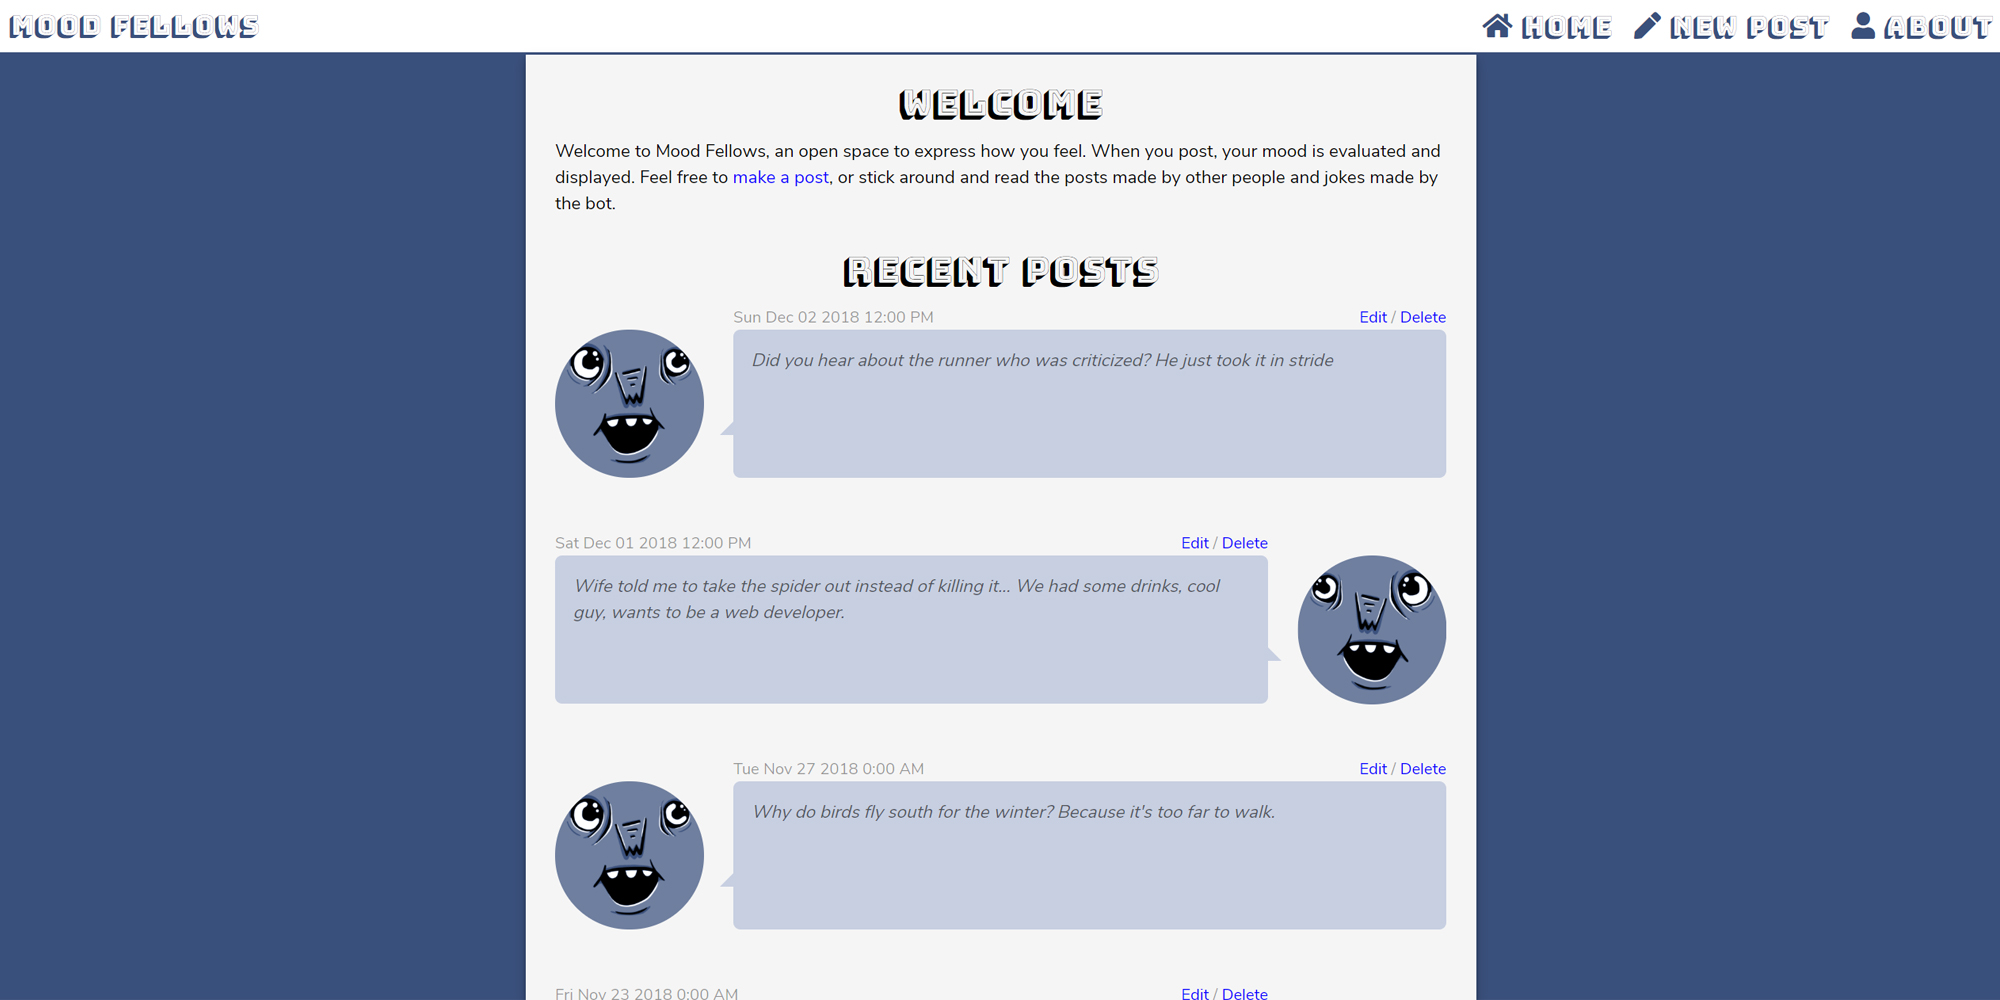 MOOD FELLOWS
HOME NEW POST ABOUT
WELCOME
Welcome to Mood Fellows, an open space to express how you feel. When you post, your mood is evaluated and
displayed. Feel free to make a post, or stick around and read the posts made by other people and jokes made by
the bot.
RECENT POSTS
Sun Dec 02 2018 12:00 PM
Edit / Delete
Did you hear about the runner who was criticized? He just took it in stride
Sat Dec 01 2018 12:00 PM
Edit / Delete
Wife told me to take the spider out instead of killing it... We had some drinks, cool
guy, wants to be a web developer.
Tue Nov 27 2018 0:00 AM
Edit / Delete
Why do birds fly south for the winter? Because it's too far to walk.
Fri Nov 23 2018 0:00 AM
Edit / Delete